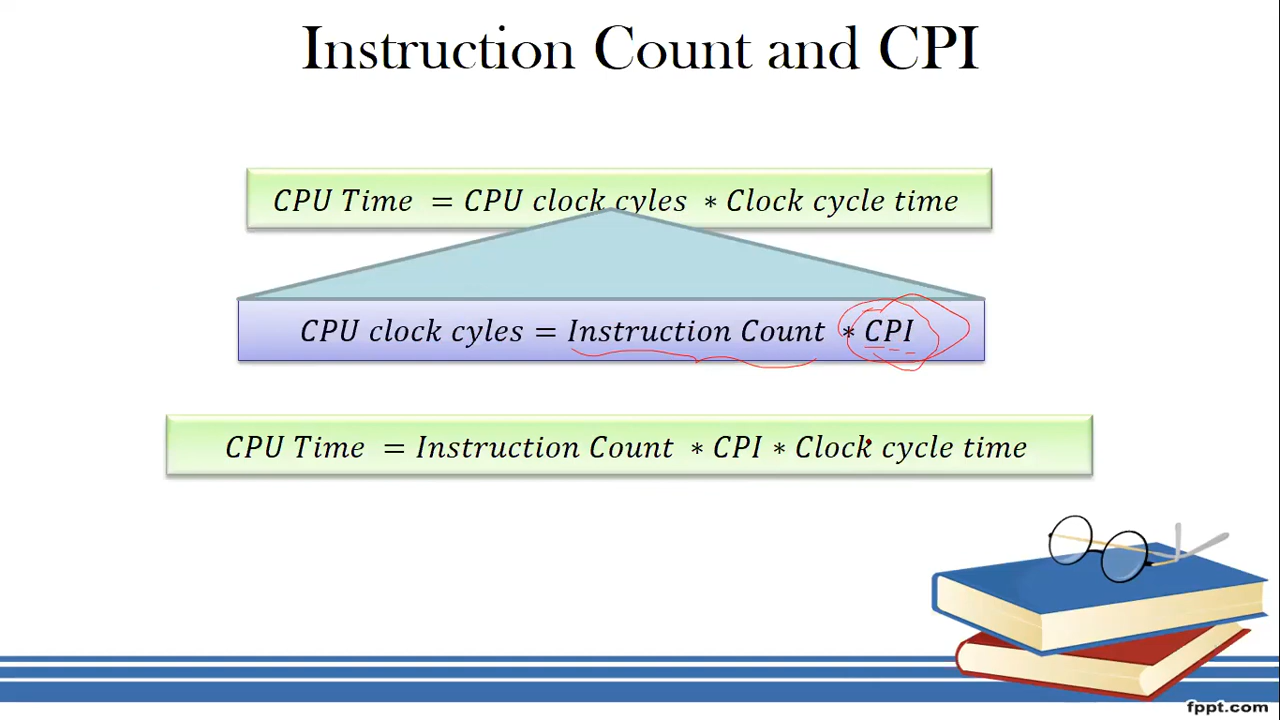 Instruction Count and CPI
CPU Time = CPU clock cyles * Clock cycle time
CPU clock cyles = Instruction Count * CPI
CPU Time = Instruction Count * CPI * Clock cycle time
fppt.com